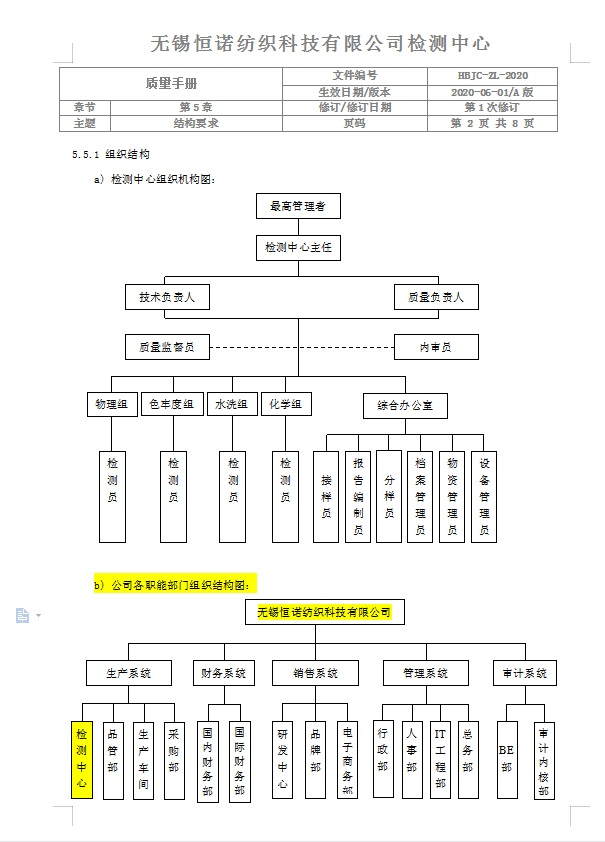 无锡恒诺纺织科技有限公司检测中心
质量手册 文件编号 HBJC-ZL-2020
生效日期/版本 2020-06-01/A 版
章节 第 5 章 修订/修订日期 第 1 次修订
主题 结构要求 页码 第 2 页 共 8 页
5.5.1 组织结构
a) 检测中心组织机构图:
最高管理者
检测中心主任
技术负责人 质量负责人
质量监督员 内审员
物理组 色牢度组 水洗组 化学组 综合办公室
检测员 检测员 检测员 检测员 接样员 报告编制员 分样员 档案管理员 物资管理员 设备管理员
b) 公司各职能部门组织结构图:
无锡恒诺纺织科技有限公司
生产系统 财务系统 销售系统 管理系统 审计系统
检测中心 品管部 生产车间 采购部 国内财务部 国际财务部 研发中心 品牌部 电子商务部 行政部 人事部 IT工程部 总务部 BE部 审计内核部